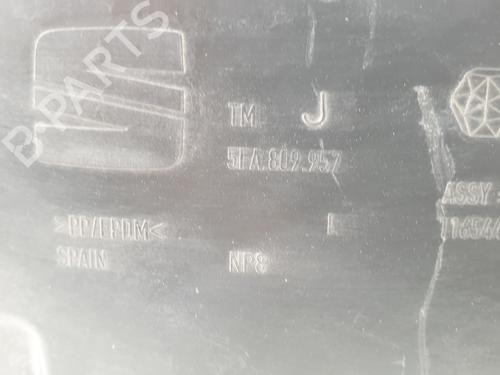 B-PARTS
TM J
5FA.809.957
ASSY
>PP/EPDM<
SPAIN NP8